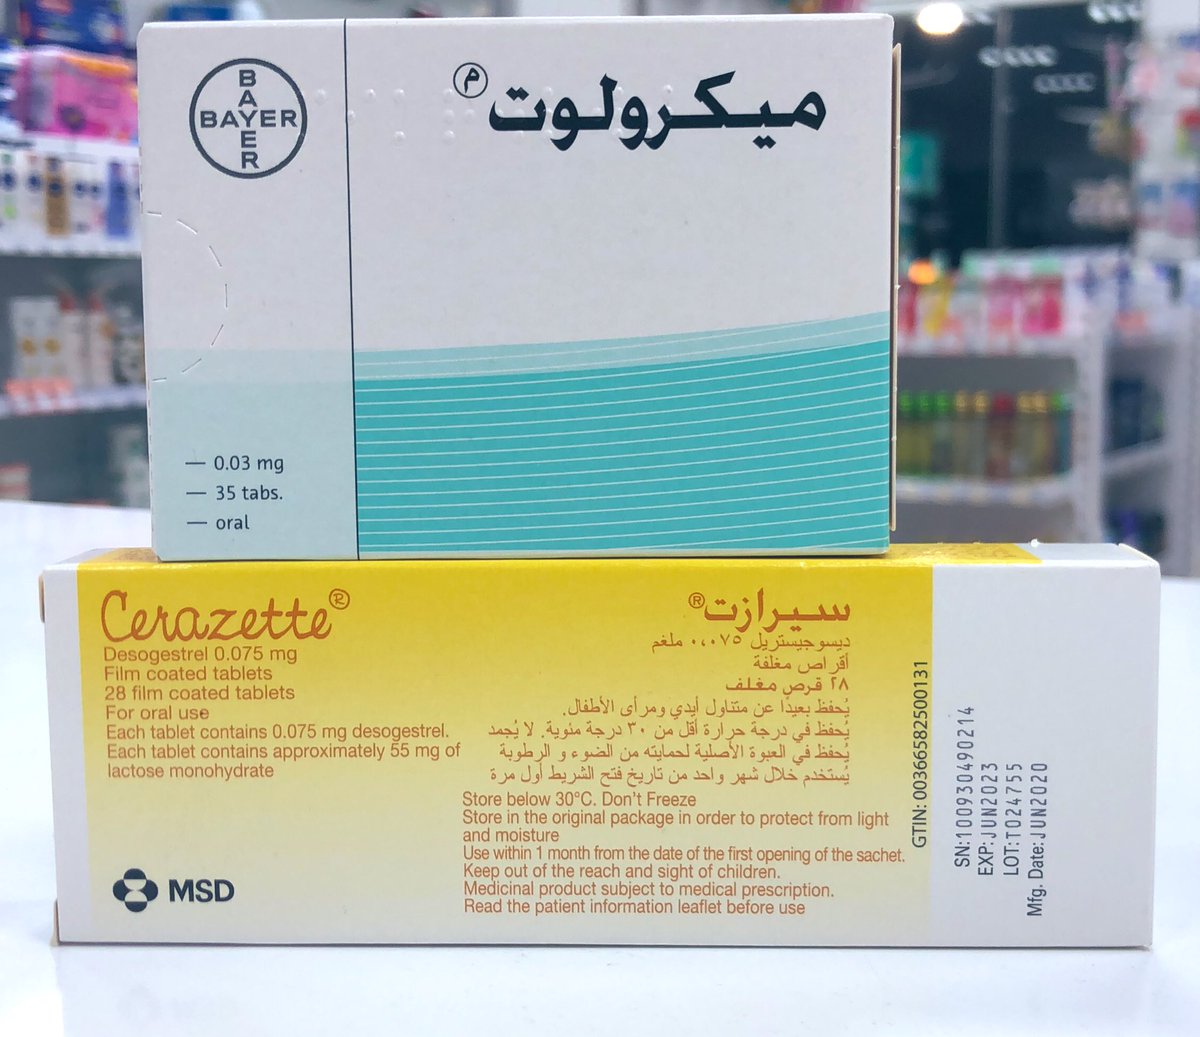 BAYER
BAYER
ميكرولوت م
— 0.03 mg
— 35 tabs.
— oral
Cerazette®
Desogestrel 0.075 mg
Film coated tablets
28 film coated tablets
For oral use
Each tablet contains 0.075 mg desogestrel.
Each tablet contains approximately 55 mg of
lactose monohydrate
MSD
سيرازت®
ديسوجيستريل ٠،٠٧٥ ملغم
أقراص مغلفة
٢٨ قرص مغلف
يُحفظ بعيدًا عن متناول أيدي ومرأى الأطفال.
يُحفظ في درجة حرارة أقل من ٣٠ درجة مئوية. لا يُجمد
يُحفظ في العبوة الأصلية لحمايته من الضوء و الرطوبة
يُستخدم خلال شهر واحد من تاريخ فتح الشريط أول مرة
Store below 30°C. Don't Freeze
Store in the original package in order to protect from light
and moisture
Use within 1 month from the date of the first opening of the sachet.
Keep out of the reach and sight of children.
Medicinal product subject to medical prescription.
Read the patient information leaflet before use
GTIN: 00366582500131
SN:100930490214
EXP:JUN2023
LOT:T024755
Mfg. Date:JUN2020